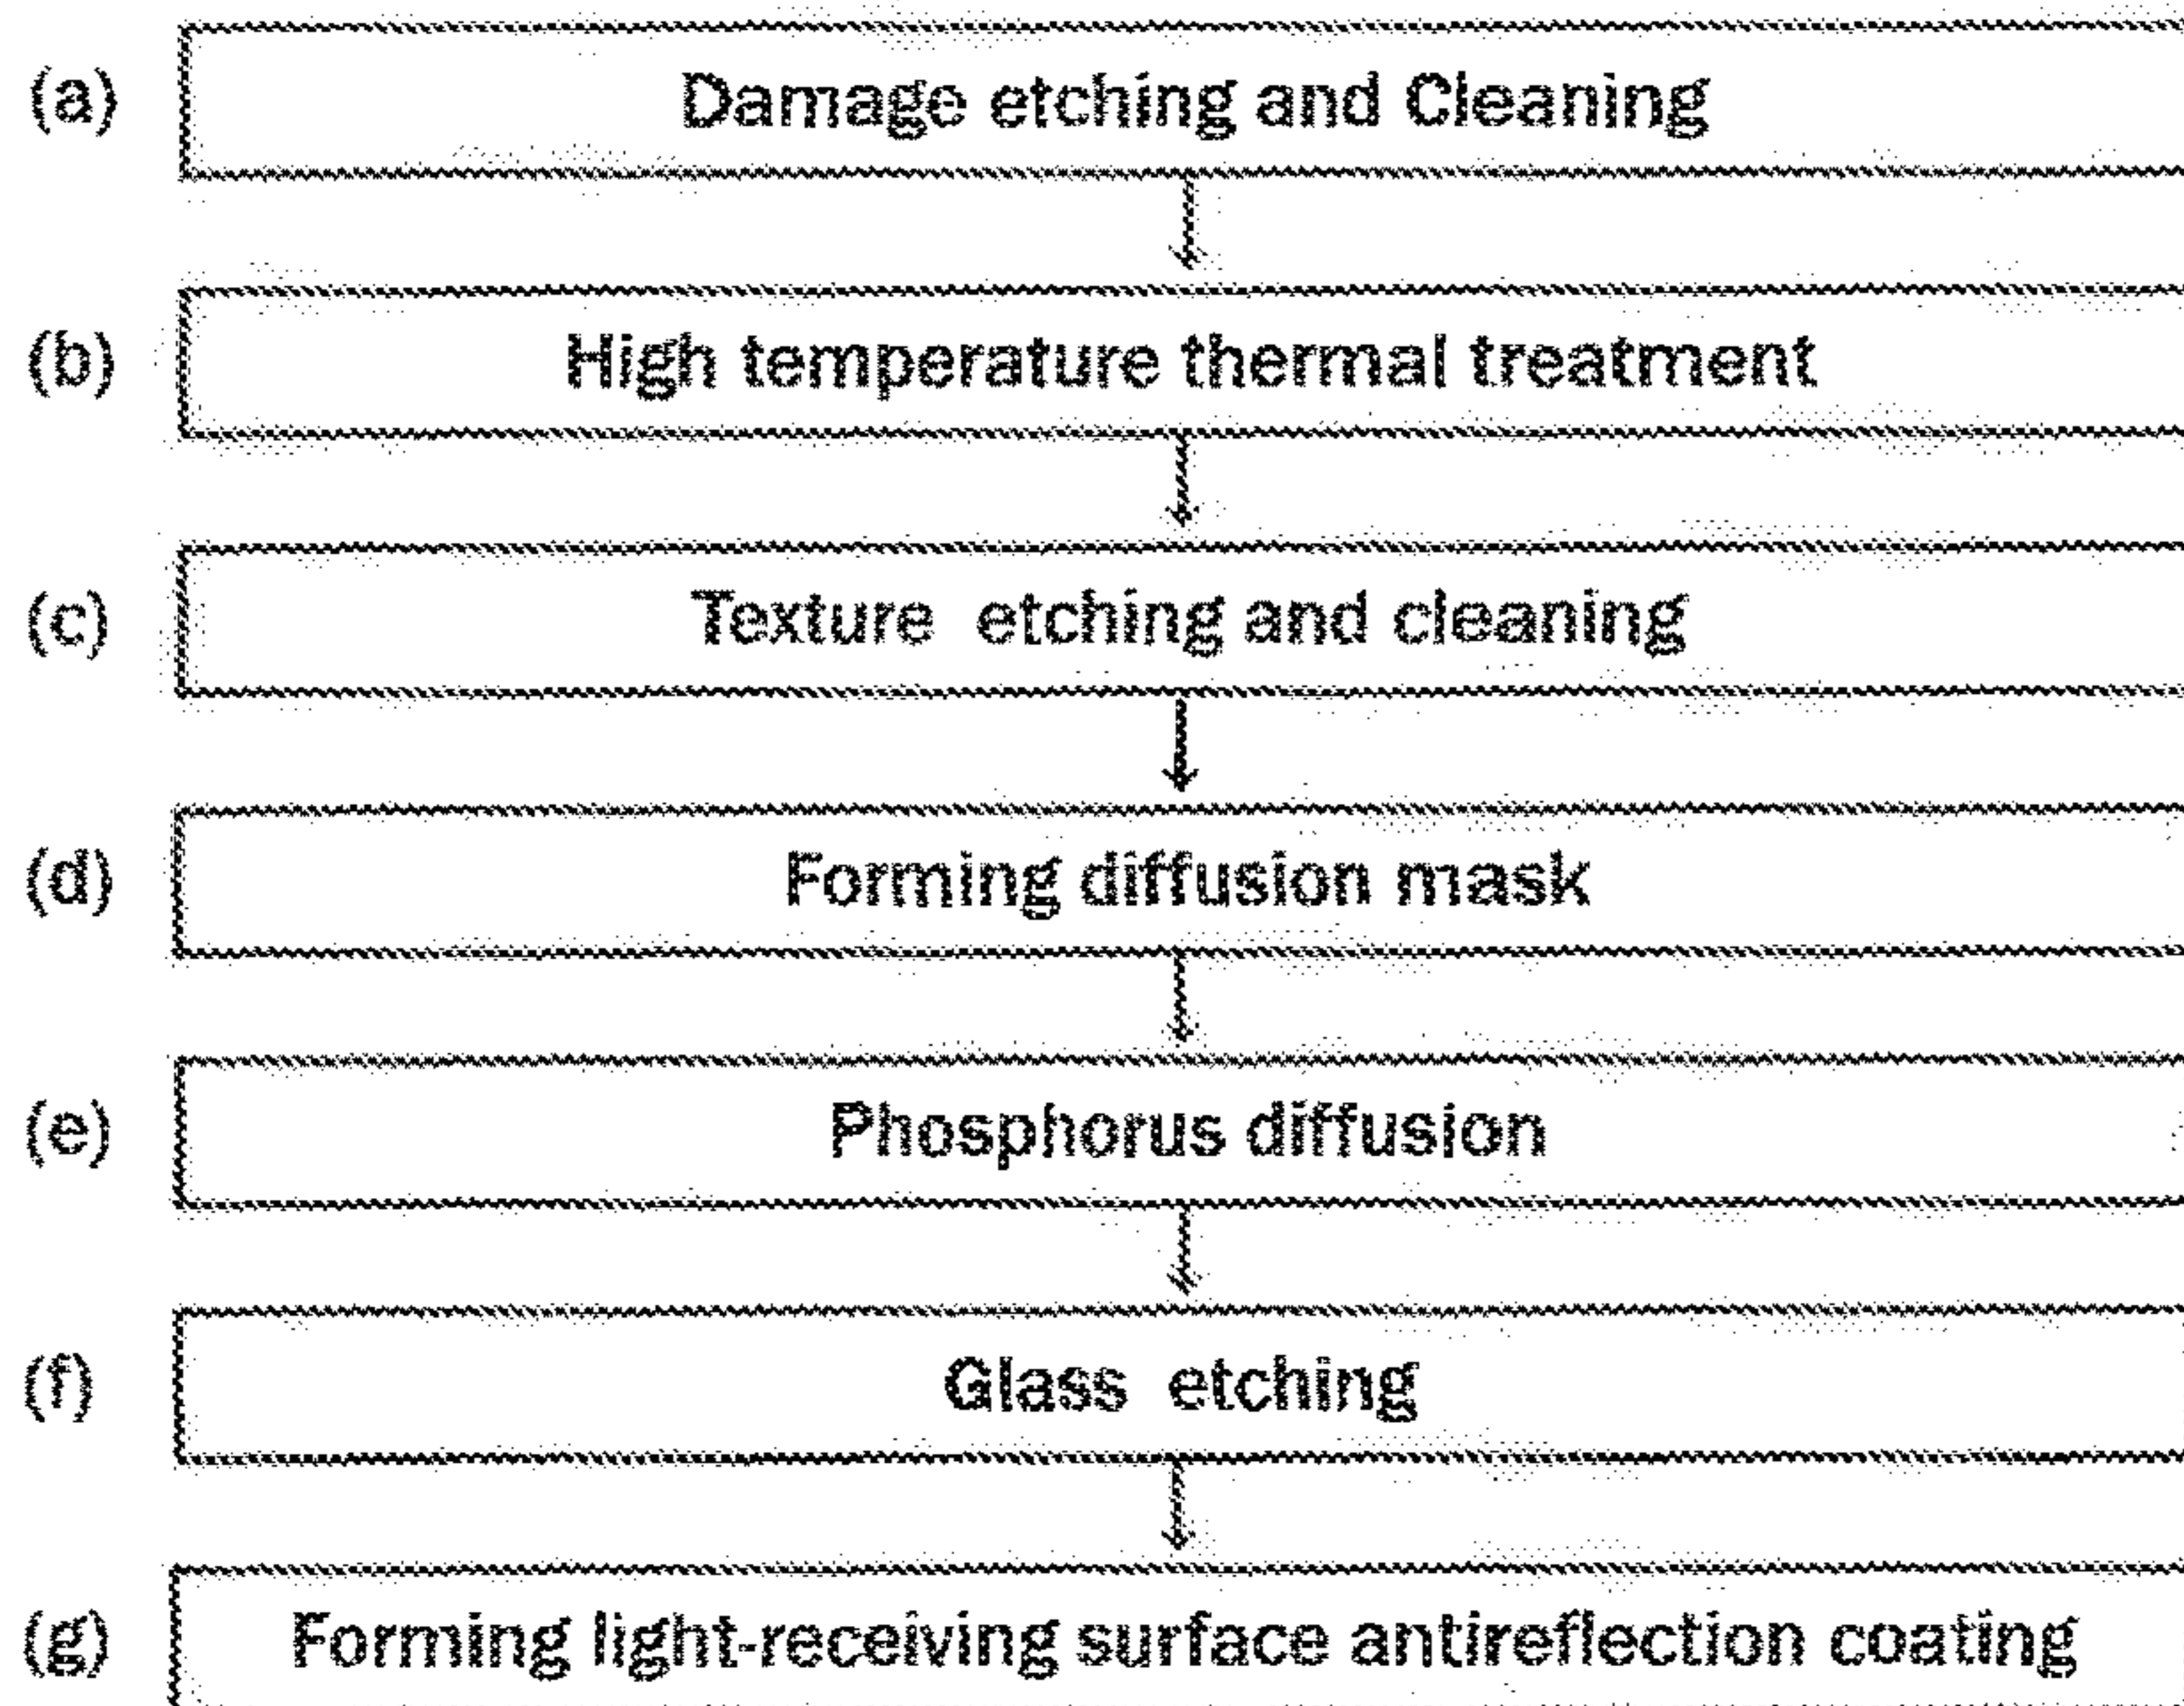 (a) Damage etching and Cleaning
(b) High temperature thermal treatment
(c) Texture etching and cleaning
(d) Forming diffusion mask
(e) Phosphorus diffusion
(f) Glass etching
(g) Forming light-receiving surface antireflection coating